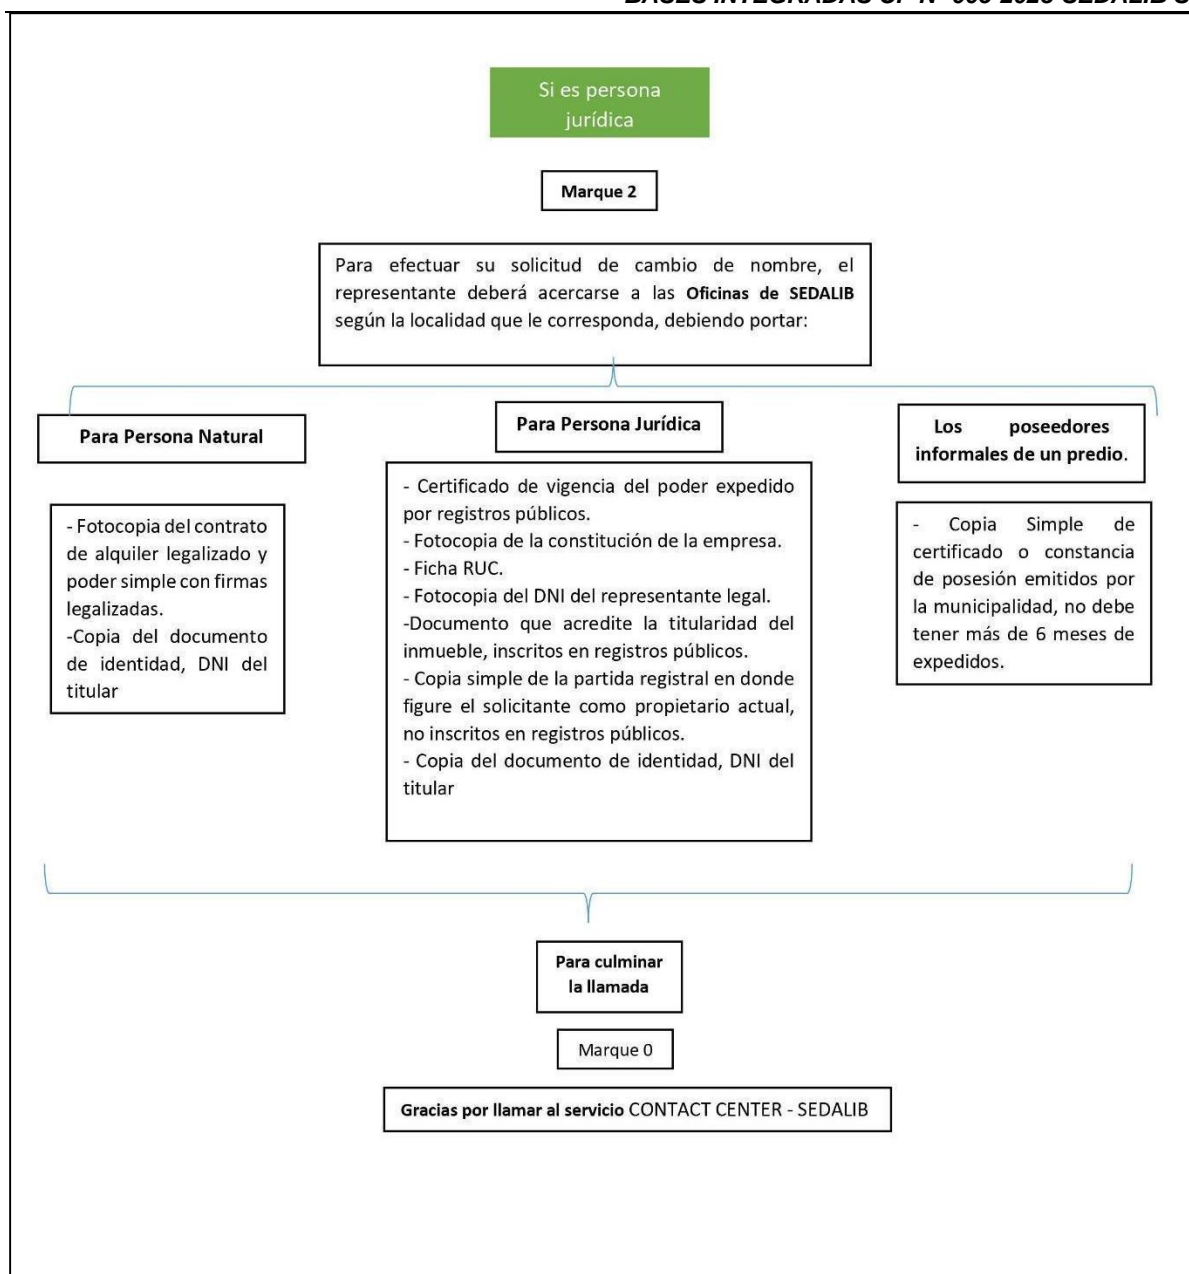 Si es persona
jurídica
Marque 2
Para efectuar su solicitud de cambio de nombre, el
representante deberá acercarse a las Oficinas de SEDALIB
según la localidad que le corresponda, debiendo portar:
Para Persona Natural
- Fotocopia del contrato
de alquiler legalizado y
poder simple con firmas
legalizadas.
-Copia del documento
de identidad, DNI del
titular
Para Persona Jurídica
- Certificado de vigencia del poder expedido
por registros públicos.
- Fotocopia de la constitución de la empresa.
- Ficha RUC.
- Fotocopia del DNI del representante legal.
-Documento que acredite la titularidad del
inmueble, inscritos en registros públicos.
- Copia simple de la partida registral en donde
figure el solicitante como propietario actual,
no inscritos en registros públicos.
- Copia del documento de identidad, DNI del
titular
Los poseedores
informales de un predio.
- Copia Simple de
certificado o constancia
de posesión emitidos por
la municipalidad, no debe
tener más de 6 meses de
expedidos.
Para culminar
la llamada
Marque 0
Gracias por llamar al servicio CONTACT CENTER - SEDALIB